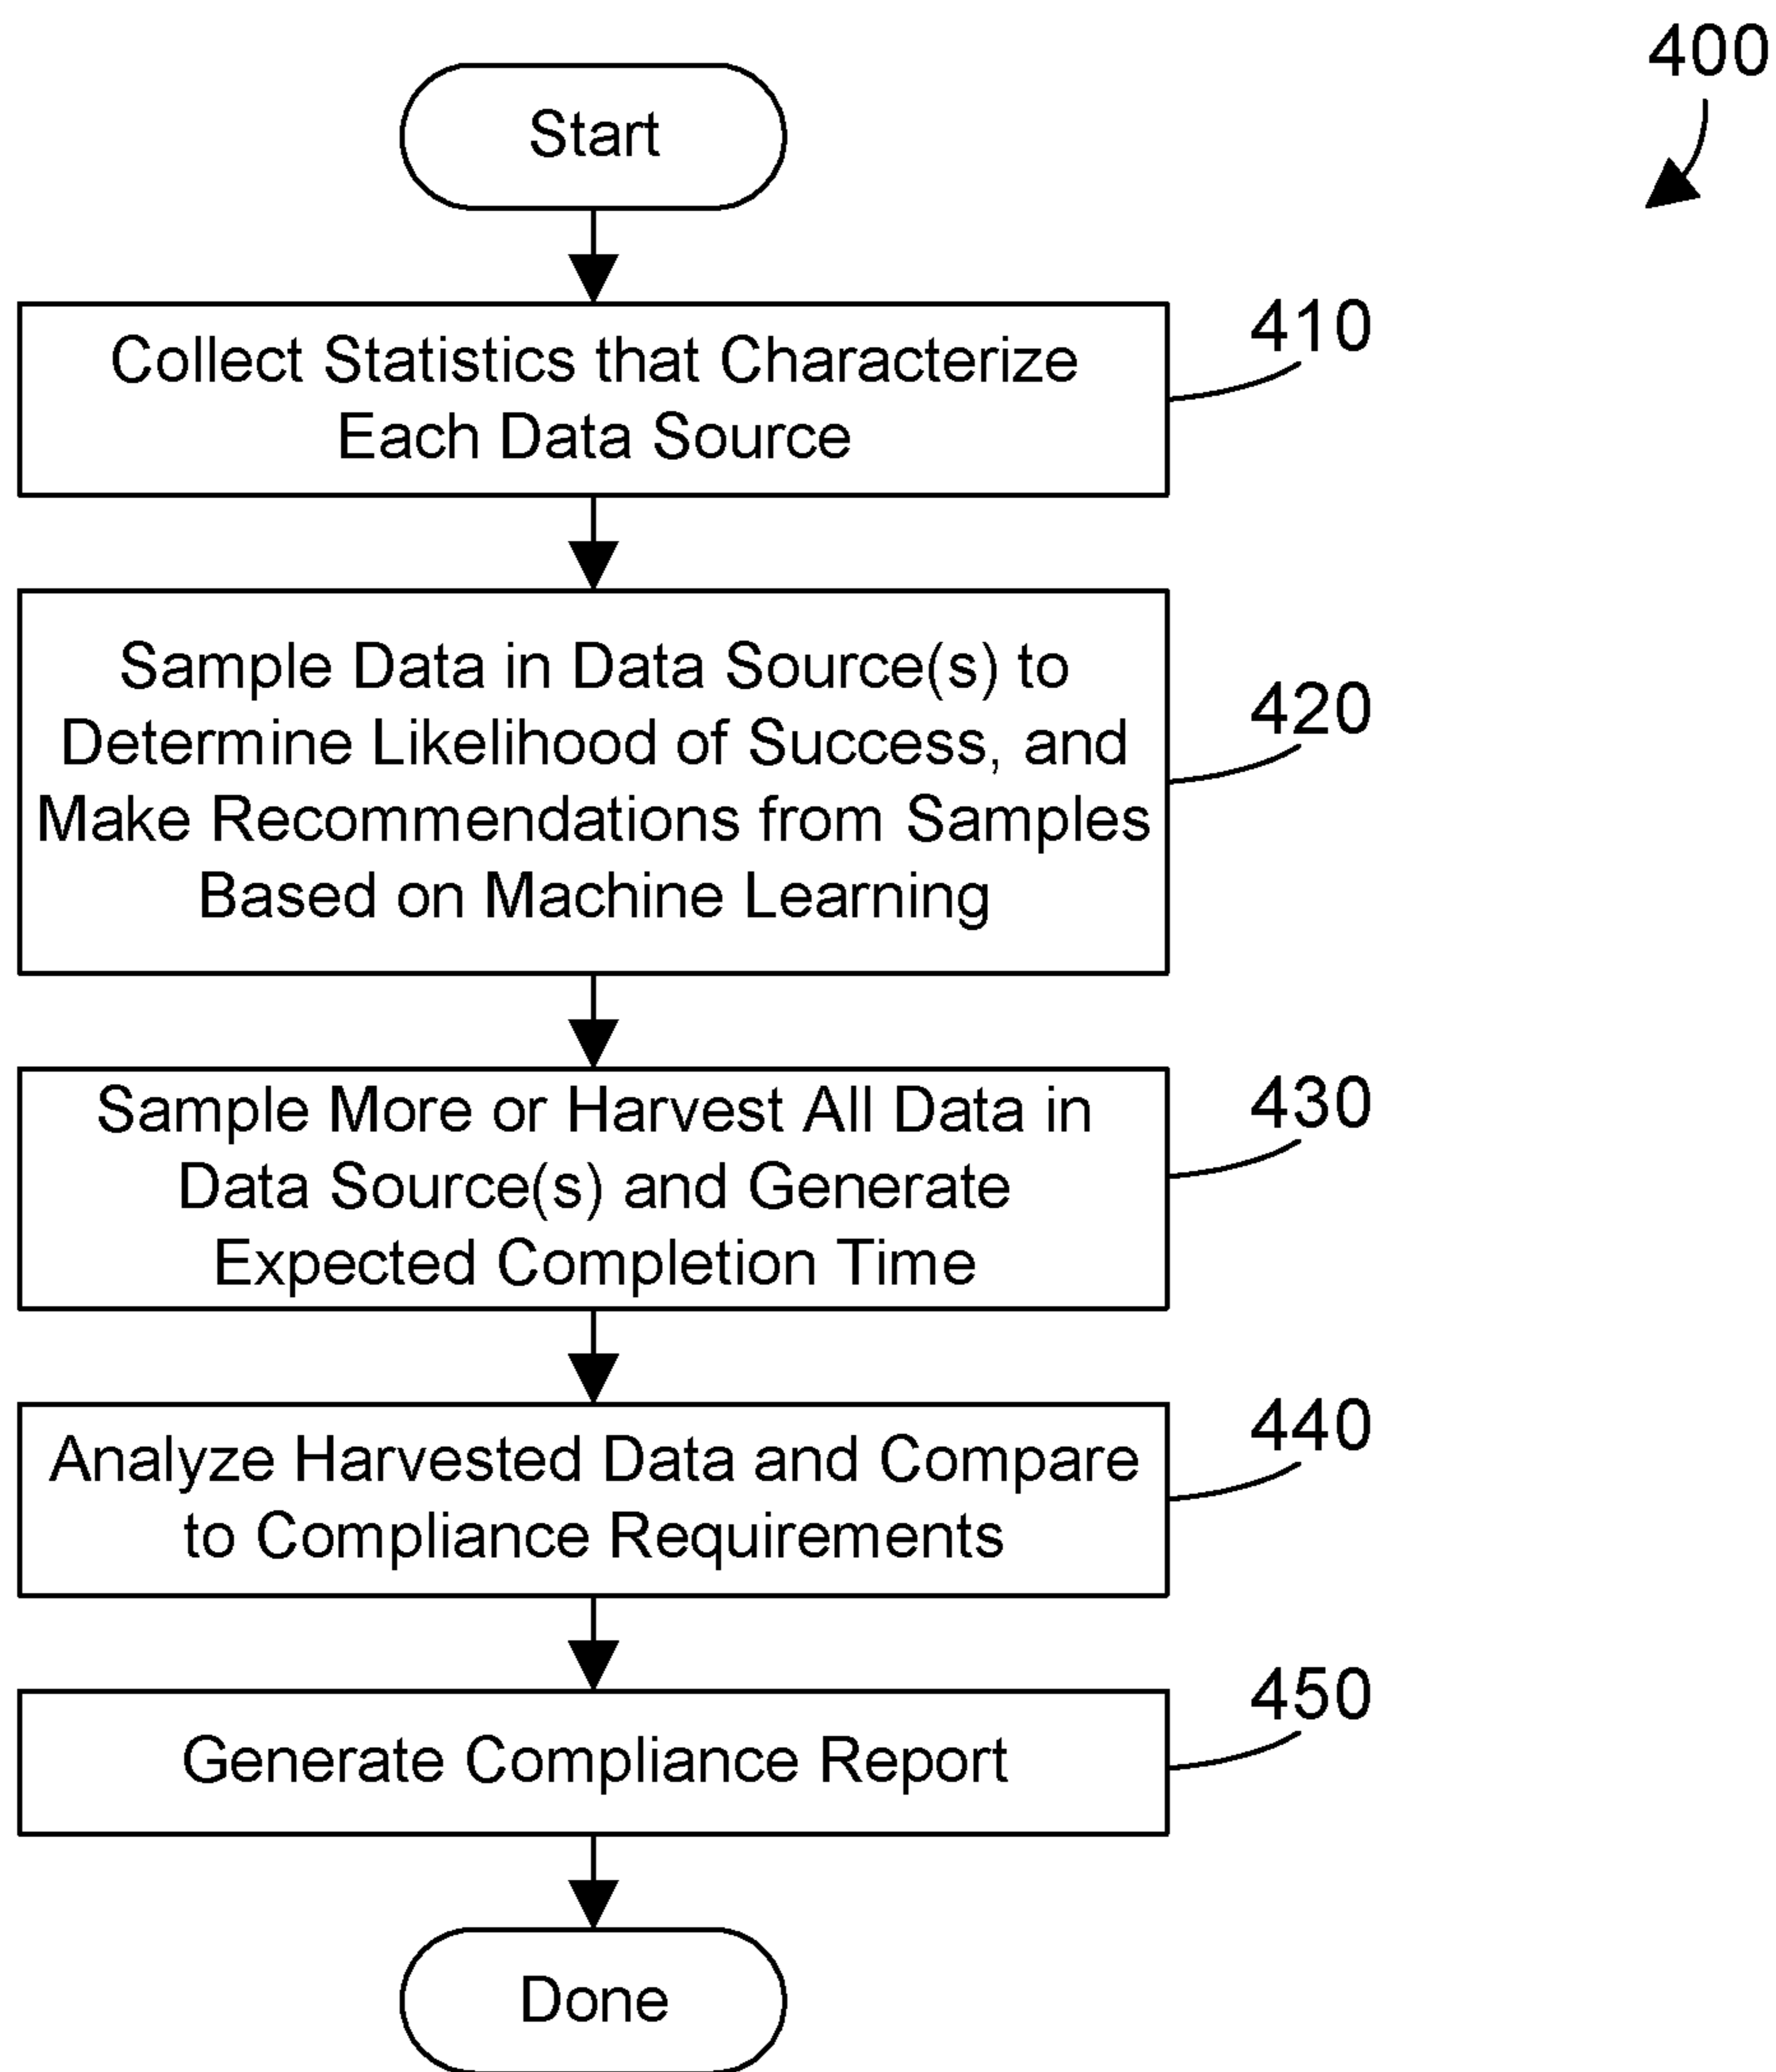 400
Start
410
Collect Statistics that Characterize
Each Data Source
420
Sample Data in Data Source(s) to
Determine Likelihood of Success, and
Make Recommendations from Samples
Based on Machine Learning
430
Sample More or Harvest All Data in
Data Source(s) and Generate
Expected Completion Time
440
Analyze Harvested Data and Compare
to Compliance Requirements
450
Generate Compliance Report
Done